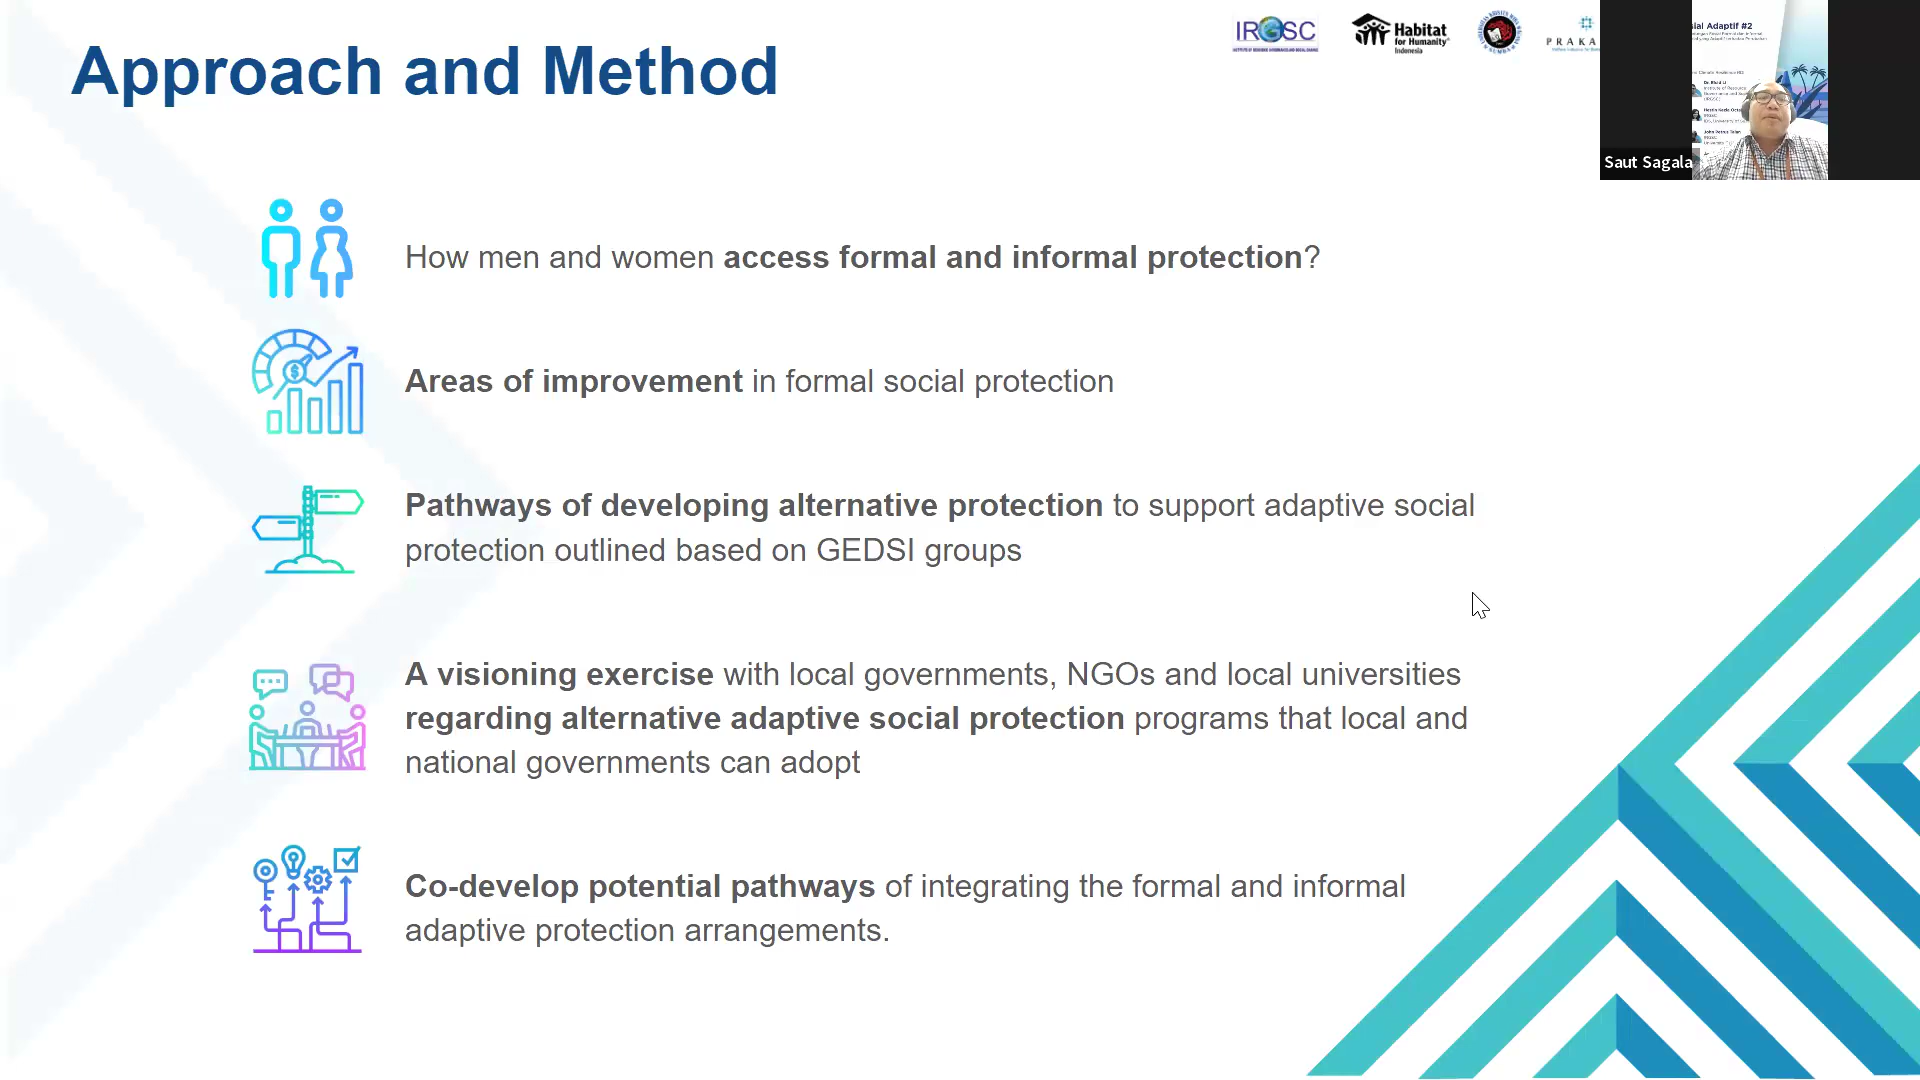 Approach and Method
IRGSC
Habitat
for Humanity
Indonesia
PRAKA
sial Adaptif #2
Saut Sagala
How men and women access formal and informal protection?
Areas of improvement in formal social protection
Pathways of developing alternative protection to support adaptive social
protection outlined based on GEDSI groups
A visioning exercise with local governments, NGOs and local universities
regarding alternative adaptive social protection programs that local and
national governments can adopt
Co-develop potential pathways of integrating the formal and informal
adaptive protection arrangements.